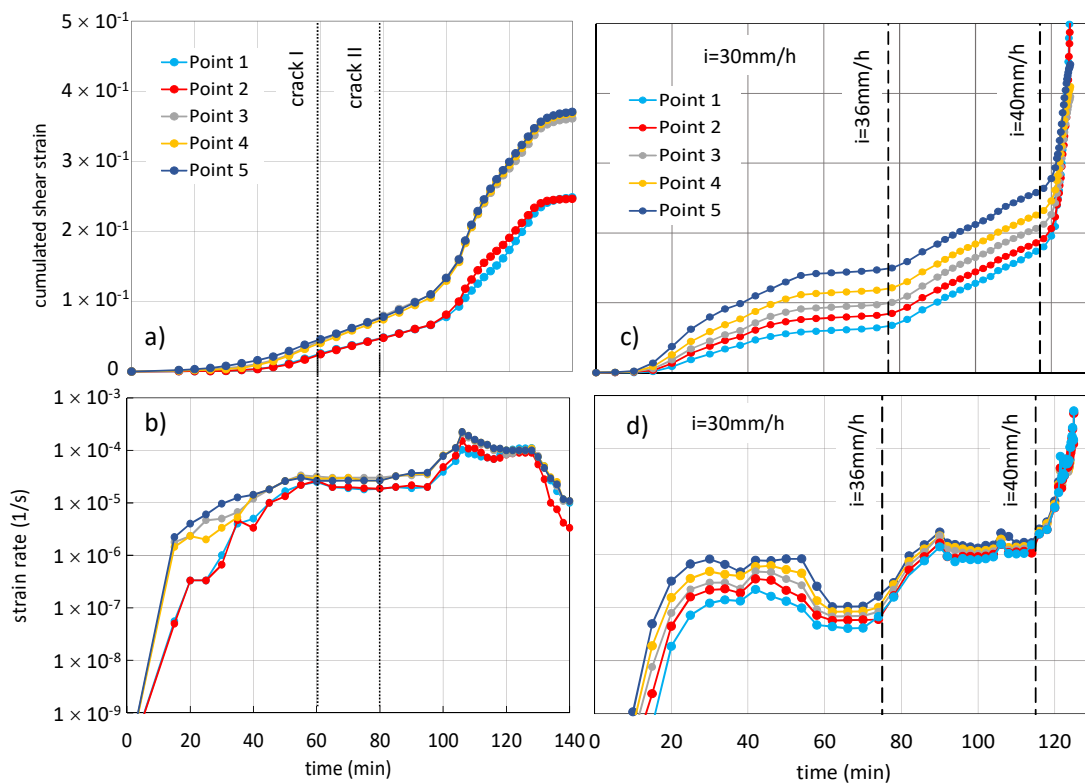 5 × 10⁻¹
4 × 10⁻¹
3 × 10⁻¹
2 × 10⁻¹
1 × 10⁻¹
0
cumulated shear strain
Point 1
Point 2
Point 3
Point 4
Point 5
crack I
crack II
a)
i=30mm/h
Point 1
Point 2
Point 3
Point 4
Point 5
i=36mm/h
i=40mm/h
c)
1 × 10⁻³
1 × 10⁻⁴
1 × 10⁻⁵
1 × 10⁻⁶
1 × 10⁻⁷
1 × 10⁻⁸
1 × 10⁻⁹
strain rate (1/s)
b)
0 20 40 60 80 100 120 140
time (min)
i=30mm/h
d)
i=36mm/h
i=40mm/h
0 20 40 60 80 100 120
time (min)